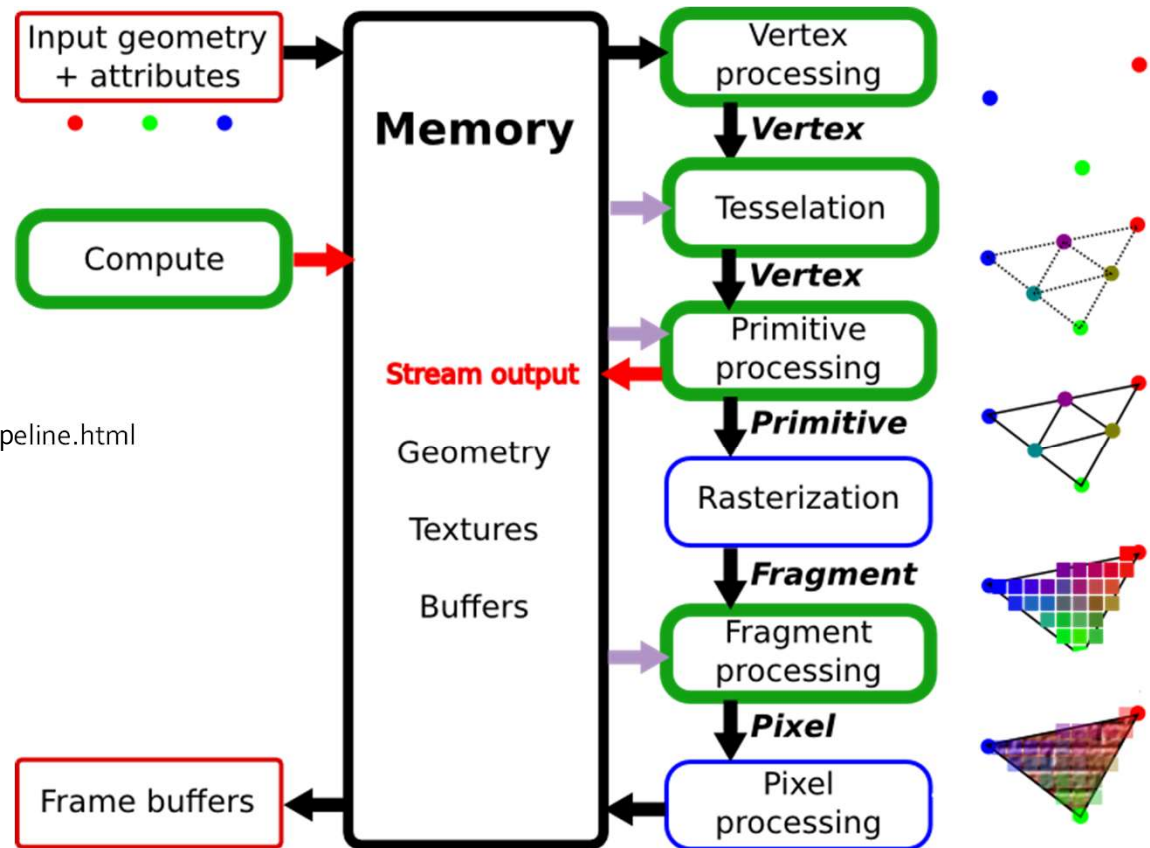 Input geometry
+ attributes
Memory
Vertex
processing
Vertex
Compute
Tesselation
Vertex
Stream output
Primitive
processing
peline.html
Primitive
Geometry
Rasterization
Textures
Fragment
Buffers
Fragment
processing
Pixel
Frame buffers
Pixel
processing